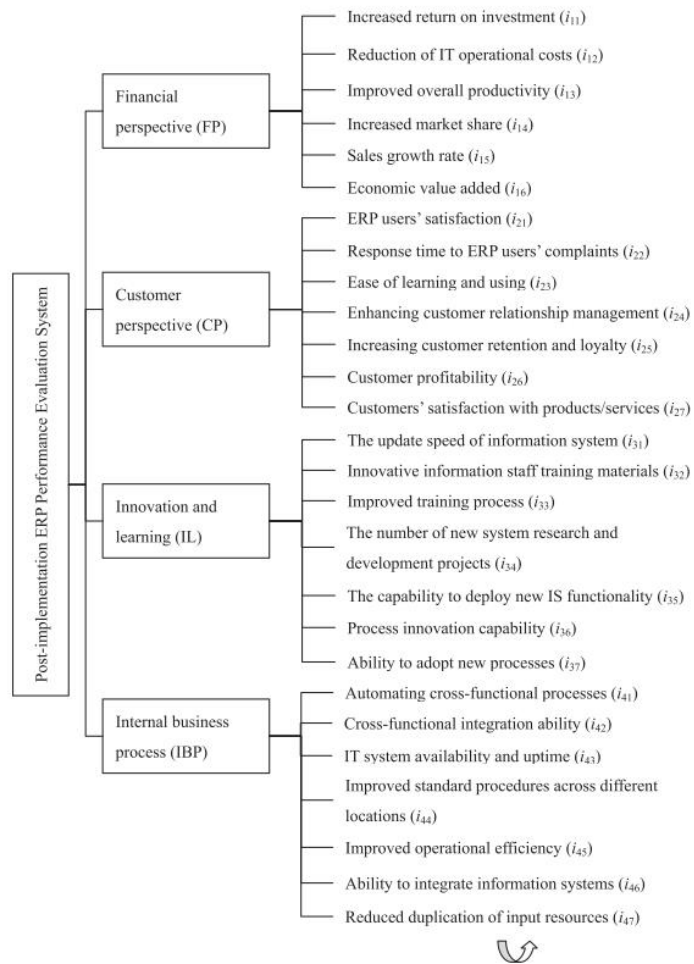 Post-implementation ERP Performance Evaluation System
Financial
perspective (FP)
Increased return on investment (i₁₁)
Reduction of IT operational costs (i₁₂)
Improved overall productivity (i₁₃)
Increased market share (i₁₄)
Sales growth rate (i₁₅)
Economic value added (i₁₆)
Customer
perspective (CP)
ERP users’ satisfaction (i₂₁)
Response time to ERP users’ complaints (i₂₂)
Ease of learning and using (i₂₃)
Enhancing customer relationship management (i₂₄)
Increasing customer retention and loyalty (i₂₅)
Customer profitability (i₂₆)
Customers’ satisfaction with products/services (i₂₇)
Innovation and
learning (IL)
The update speed of information system (i₃₁)
Innovative information staff training materials (i₃₂)
Improved training process (i₃₃)
The number of new system research and
development projects (i₃₄)
The capability to deploy new IS functionality (i₃₅)
Process innovation capability (i₃₆)
Ability to adopt new processes (i₃₇)
Internal business
process (IBP)
Automating cross-functional processes (i₄₁)
Cross-functional integration ability (i₄₂)
IT system availability and uptime (i₄₃)
Improved standard procedures across different
locations (i₄₄)
Improved operational efficiency (i₄₅)
Ability to integrate information systems (i₄₆)
Reduced duplication of input resources (i₄₇)